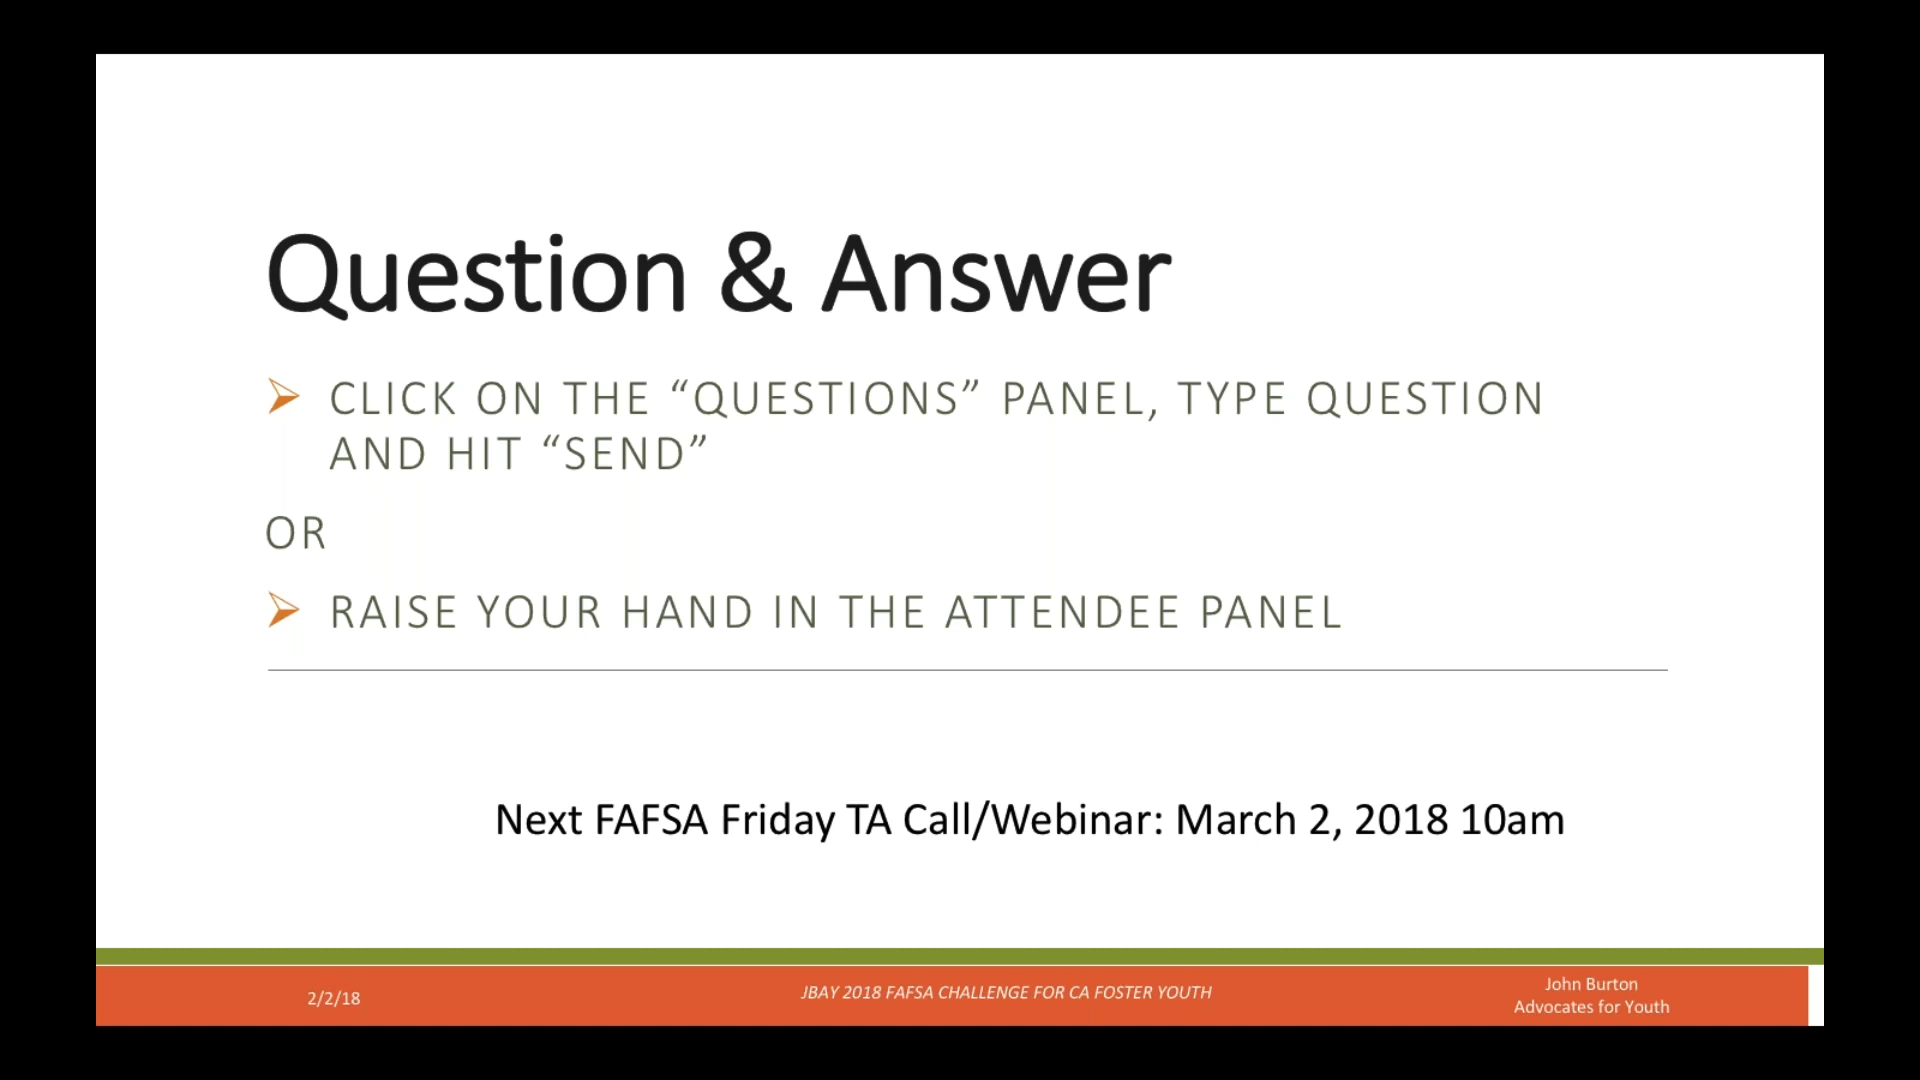 Question & Answer
CLICK ON THE “QUESTIONS” PANEL, TYPE QUESTION
AND HIT “SEND”
OR
RAISE YOUR HAND IN THE ATTENDEE PANEL
Next FAFSA Friday TA Call/Webinar: March 2, 2018 10am
2/2/18
JBAY 2018 FAFSA CHALLENGE FOR CA FOSTER YOUTH
John Burton
Advocates for Youth